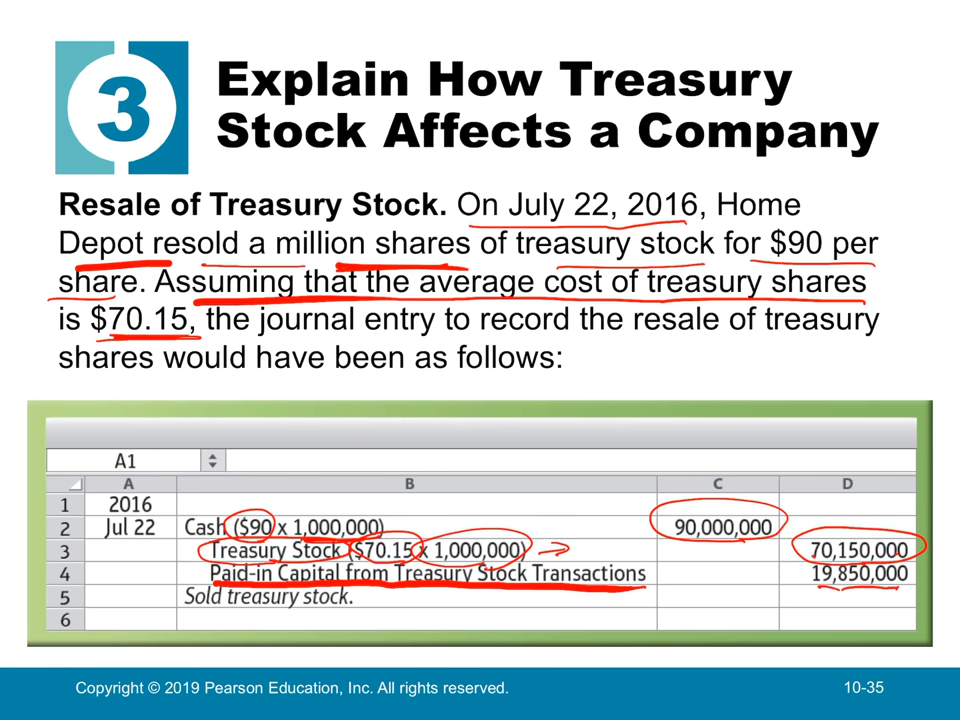 3
Explain How Treasury
Stock Affects a Company
Resale of Treasury Stock. On July 22, 2016, Home
Depot resold a million shares of treasury stock for $90 per
share. Assuming that the average cost of treasury shares
is $70.15, the journal entry to record the resale of treasury
shares would have been as follows:
A1
A B C D
1 2016
2 Jul 22 Cash ($90 x 1,000,000) 90,000,000
3 Treasury Stock ($70.15 x 1,000,000) 70,150,000
4 Paid-in Capital from Treasury Stock Transactions 19,850,000
5 Sold treasury stock.
6
Copyright © 2019 Pearson Education, Inc. All rights reserved. 10-35